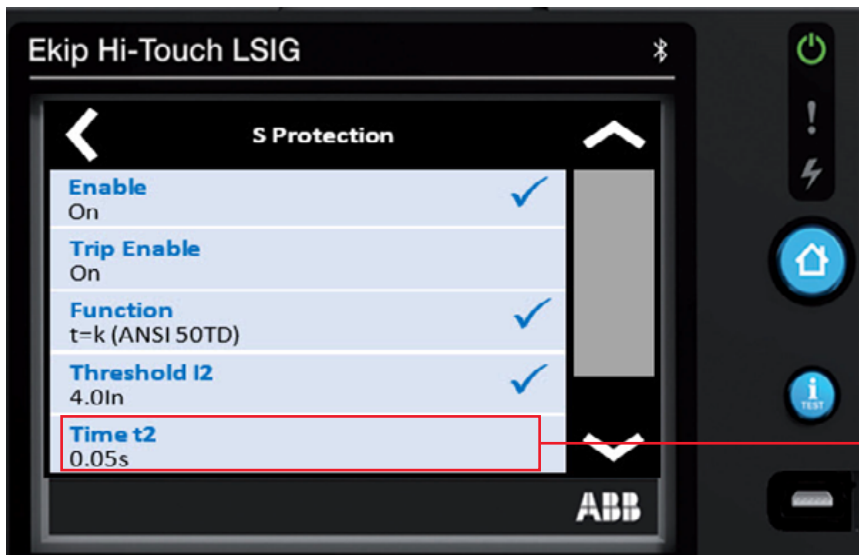 Ekip Hi-Touch LSIG
S Protection
Enable
On
Trip Enable
On
Function
t=k (ANSI 50TD)
Threshold I2
4.0In
Time t2
0.05s
i
TEST
ABB